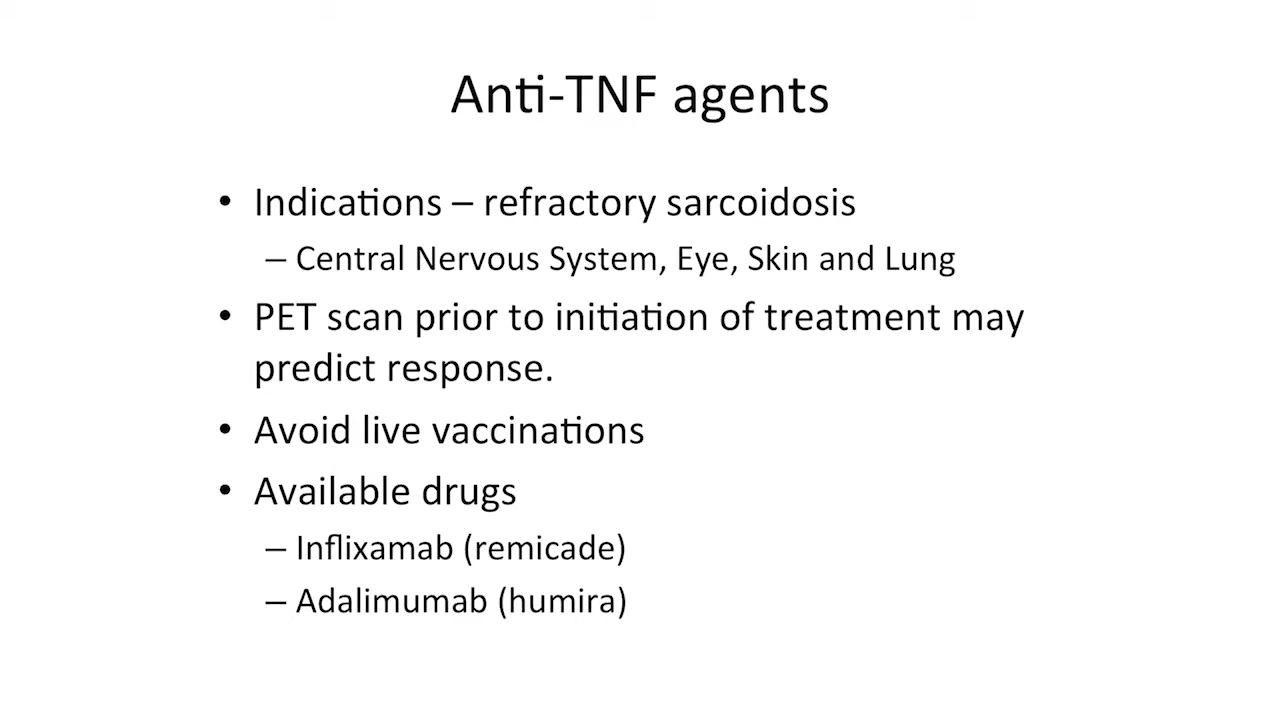 Anti-TNF agents
• Indications – refractory sarcoidosis
– Central Nervous System, Eye, Skin and Lung
• PET scan prior to initiation of treatment may
predict response.
• Avoid live vaccinations
• Available drugs
– Inflixamab (remicade)
– Adalimumab (humira)